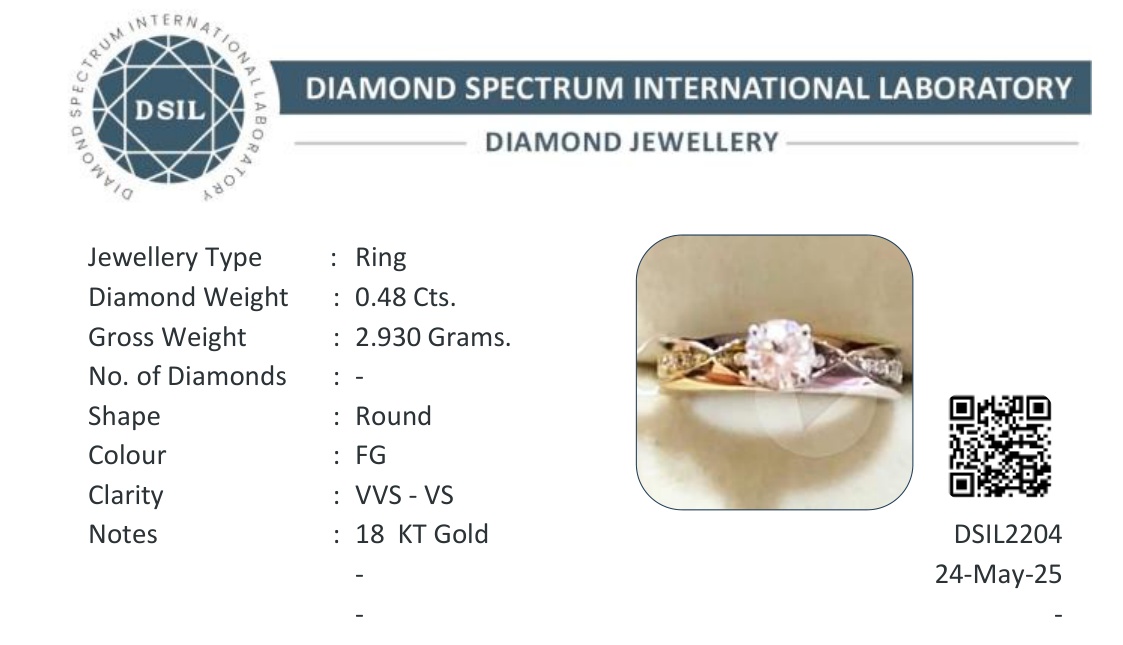 DIAMOND SPECTRUM INTERNATIONAL LABORATORY
DSIL
DIAMOND SPECTRUM INTERNATIONAL LABORATORY
DIAMOND JEWELLERY
Jewellery Type : Ring
Diamond Weight : 0.48 Cts.
Gross Weight : 2.930 Grams.
No. of Diamonds : -
Shape : Round
Colour : FG
Clarity : VVS - VS
Notes : 18 KT Gold
-
-
DSIL2204
24-May-25
-